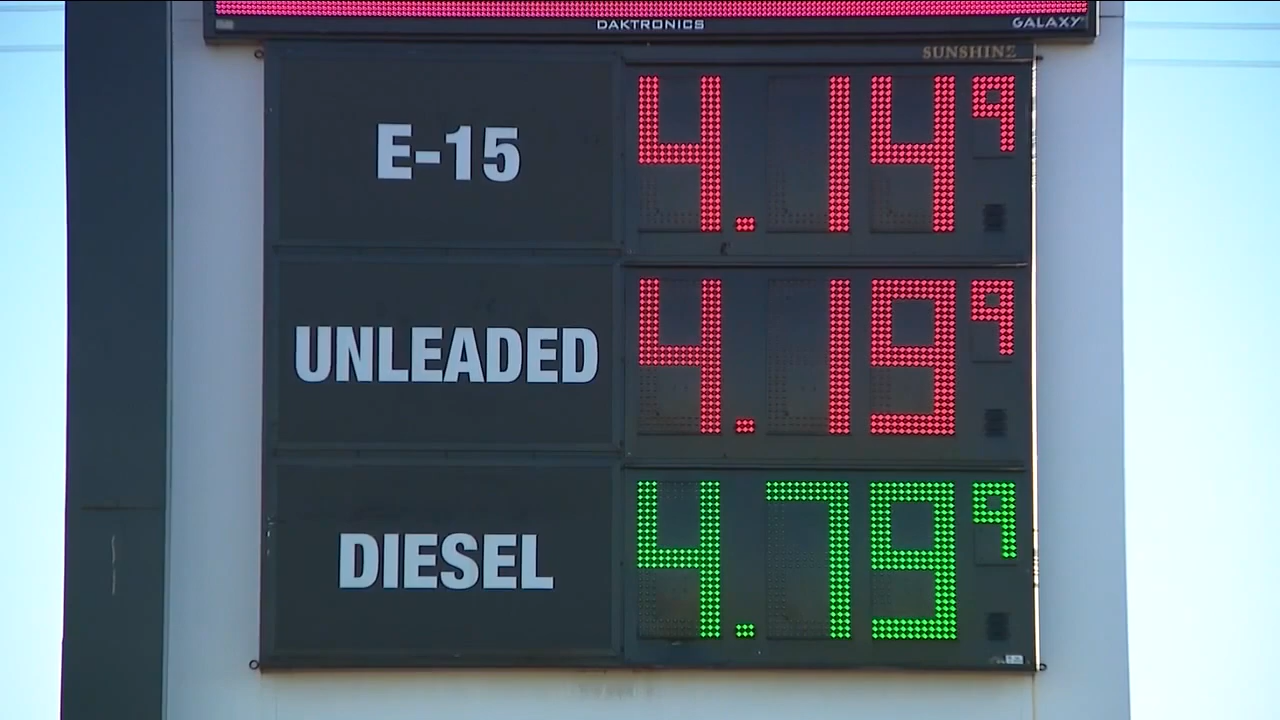 DAKTRONICS GALAXY
SUNSHINE
E-15 4.149
UNLEADED 4.199
DIESEL 4.799